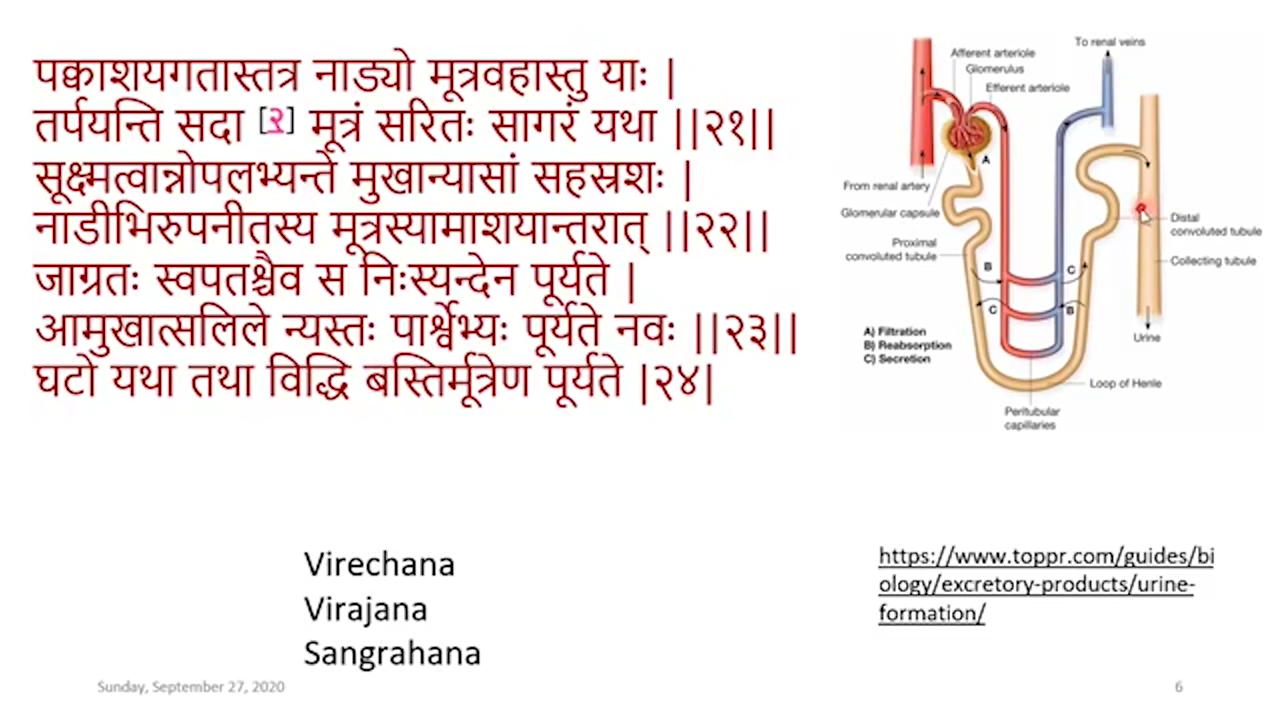 पक्वाशयगतास्तत्र नाड्यो मूत्रवहास्तु याः |
तर्पयन्ति सदा [२] मूत्रं सरितः सागरं यथा ||२१||
सूक्ष्मत्वान्नोपलभ्यन्ते मुखान्यासां सहस्रशः |
नाडीभिरुपनीतस्य मूत्रस्यामाशयान्तरात् ||२२||
जाग्रतः स्वपतश्चैव स निःस्यन्देन पूर्यते |
आमुखात्सलिले न्यस्तः पार्श्वेभ्यः पूर्यते नवः ||२३||
घटो यथा तथा विद्धि बस्तिर्मूत्रेण पूर्यते |२४|
To renal veins
Afferent arteriole
Glomerulus
Efferent arteriole
A
From renal artery
Glomerular capsule
Distal
convoluted tubule
Proximal
convoluted tubule
Collecting tubule
B
C
C
B
A) Filtration
B) Reabsorption
C) Secretion
Urine
Loop of Henle
Peritubular
capillaries
Virechana
Virajana
Sangrahana
https://www.toppr.com/guides/bi
ology/excretory-products/urine-
formation/
Sunday, September 27, 2020
6